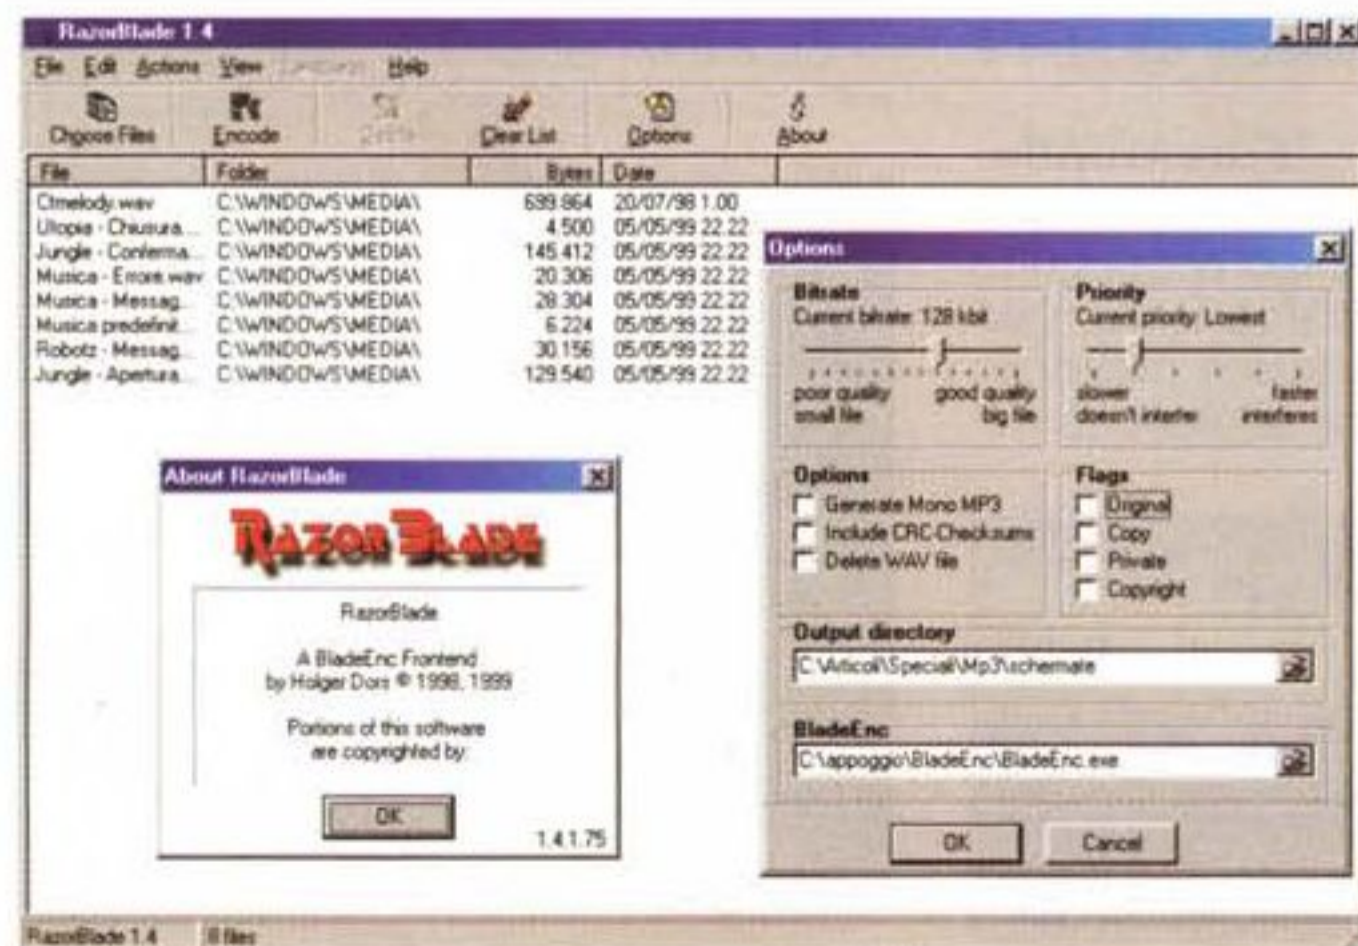 RazorBlade 1.4
File Edit Actions View Help
Choose Files Encode Clear List Options About
File Folder Bytes Date
Ctmelody.wav C:\WINDOWS\MEDIA\ 699.864 20/07/98 1.00
Utopia - Chiusura... C:\WINDOWS\MEDIA\ 4.500 05/05/99 22.22
Jungle - Conferma... C:\WINDOWS\MEDIA\ 145.412 05/05/99 22.22
Musica - Errore.wav C:\WINDOWS\MEDIA\ 20.306 05/05/99 22.22
Musica - Messag... C:\WINDOWS\MEDIA\ 28.304 05/05/99 22.22
Musica predefinit... C:\WINDOWS\MEDIA\ 6.224 05/05/99 22.22
Robotz - Messag... C:\WINDOWS\MEDIA\ 30.156 05/05/99 22.22
Jungle - Apertura... C:\WINDOWS\MEDIA\ 129.540 05/05/99 22.22
About RazorBlade
RAZOR BLADE
RazorBlade
A BladeEnc Frontend
by Holger Dors © 1998, 1999
Portions of this software
are copyrighted by:
OK
1.4.1.75
Options
Bitrate
Current bitrate: 128 kbit
poor quality good quality
small file big file
Priority
Current priority: Lowest
slower faster
doesn't interfer interferes
Options
Generate Mono MP3
Include CRC-Checksums
Delete WAV file
Flags
Original
Copy
Private
Copyright
Output directory
C:\Articoli\Speciali\Mp3\schermate
BladeEnc
C:\appoggio\BladeEnc\BladeEnc.exe
OK Cancel
RazorBlade 1.4 8 files